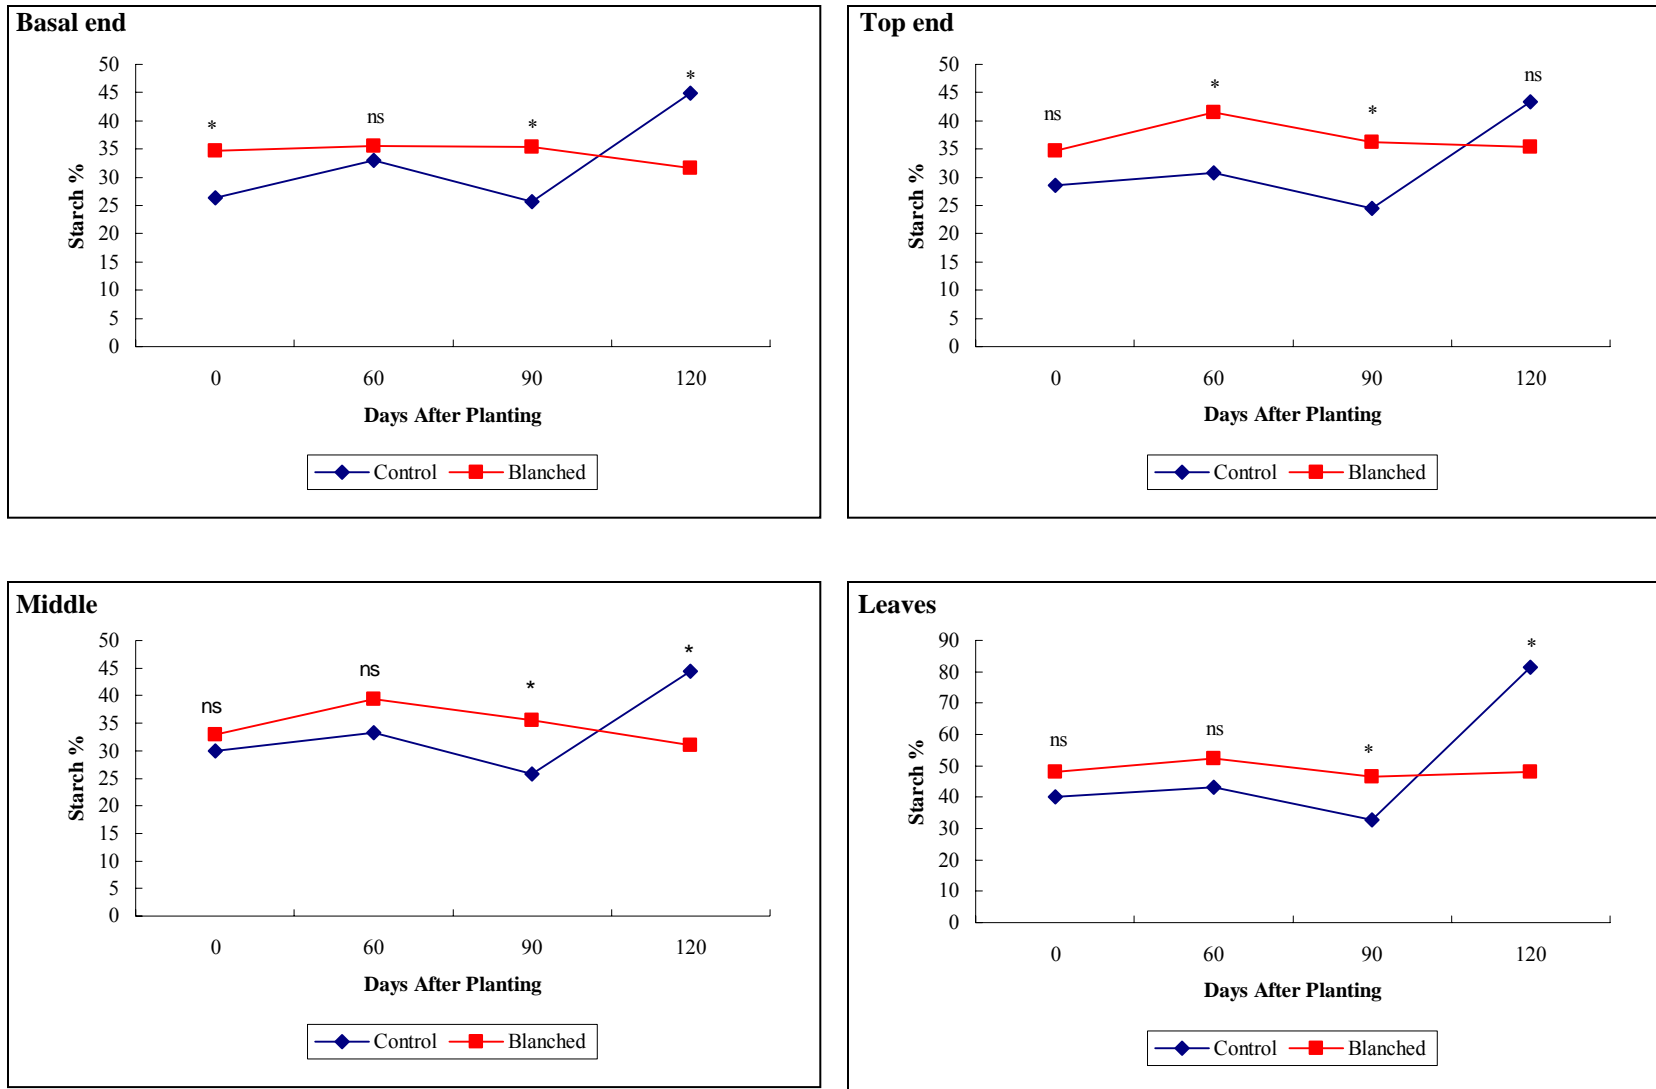 Basal end
50
45
40
35
30
25
20
15
10
5
0
Starch %
* ns * *
0 60 90 120
Days After Planting
Control Blanched
Top end
50
45
40
35
30
25
20
15
10
5
0
Starch %
ns * * ns
0 60 90 120
Days After Planting
Control Blanched
Middle
50
45
40
35
30
25
20
15
10
5
0
Starch %
ns ns * *
0 60 90 120
Days After Planting
Control Blanched
Leaves
90
80
70
60
50
40
30
20
10
0
Starch %
ns ns * *
0 60 90 120
Days After Planting
Control Blanched